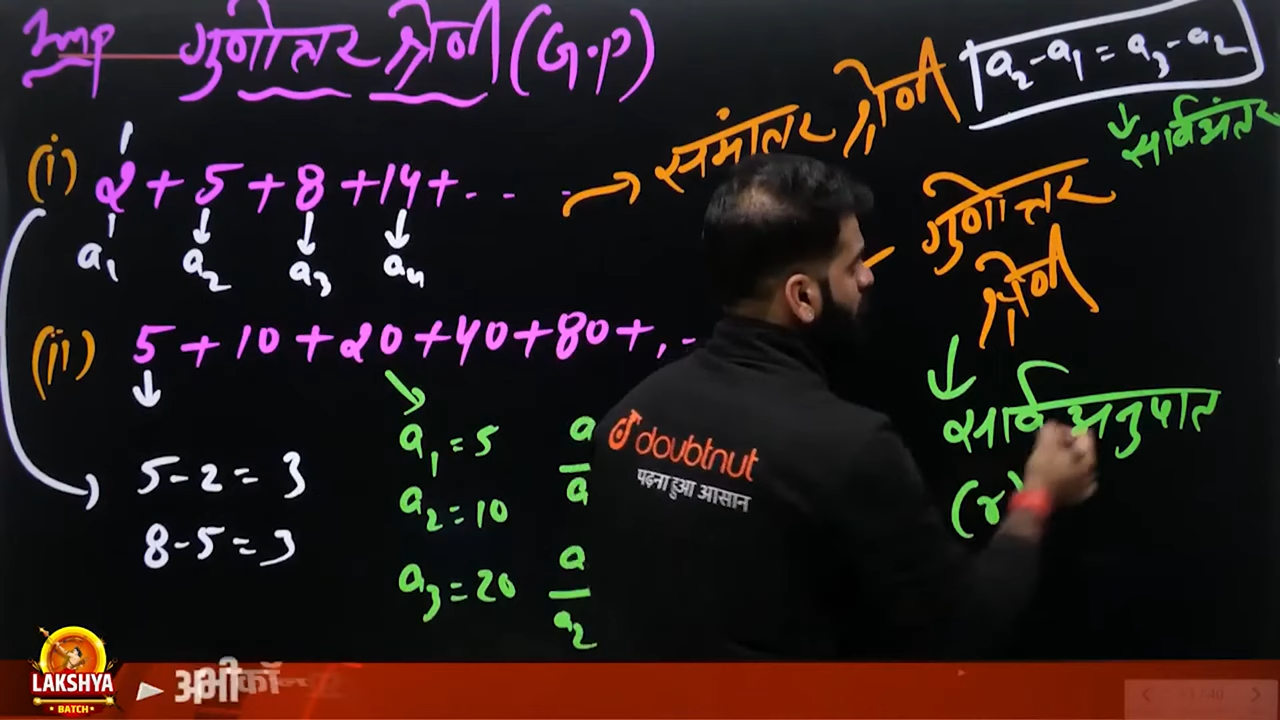 Imp गुणोत्तर श्रेणी (G.P)
a₂-a₁ = a₃-a₂
सार्वअंतर
(i) 2 + 5 + 8 + 14 + . . . .
समांतर श्रेणी
a₁ a₂ a₃ a₄
गुणोत्तर
श्रेणी
(ii) 5 + 10 + 20 + 40 + 80 + . . .
सार्वअनुपात
(r)
5-2 = 3
8-5 = 3
a₁ = 5
a₂ = 10
a₃ = 20
a
a
a
a₂
doubtnut
पढ़ना हुआ आसान
LAKSHYA
BATCH
अभी